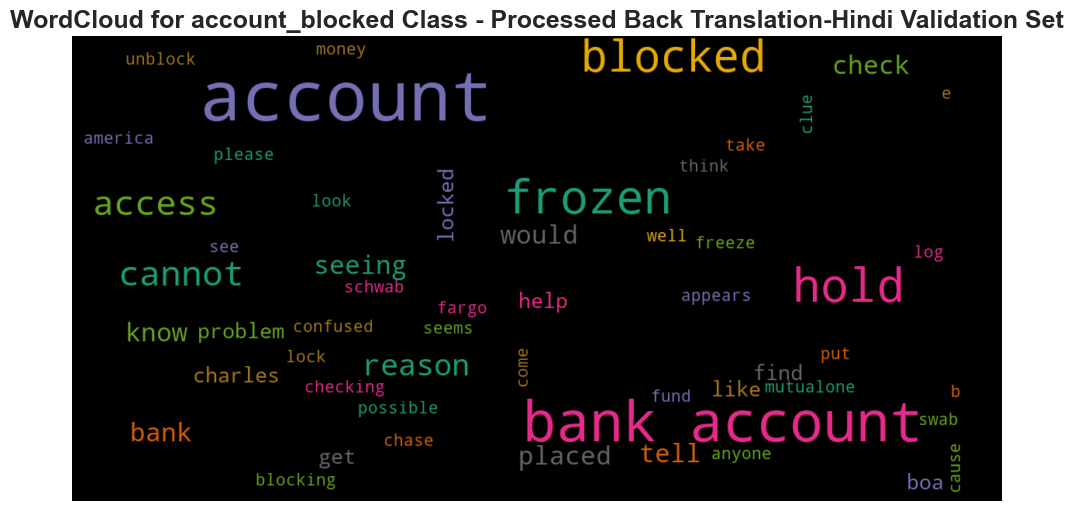 WordCloud for account_blocked Class - Processed Back Translation-Hindi Validation Set
unblock
money
blocked
check
account
clue
e
america
please
take
think
access
look
locked
frozen
see
would
well
freeze
log
cannot
seeing
schwab
fargo
help
appears
hold
know
problem
confused
seems
lock
reason
come
put
charles
checking
find
like
mutualone
b
possible
fund
bank
chase
bank account
swab
get
placed
tell
anyone
cause
blocking
boa